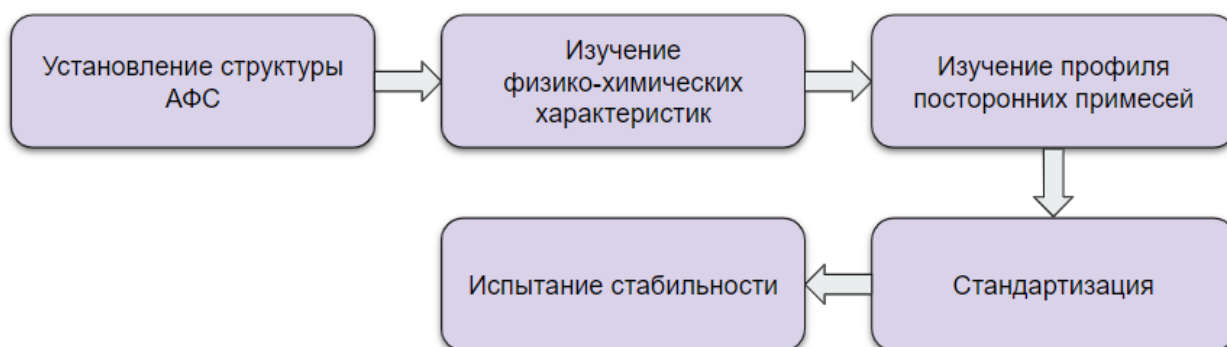 Установление структуры
АФС
Изучение
физико-химических
характеристик
Изучение профиля
посторонних примесей
Стандартизация
Испытание стабильности